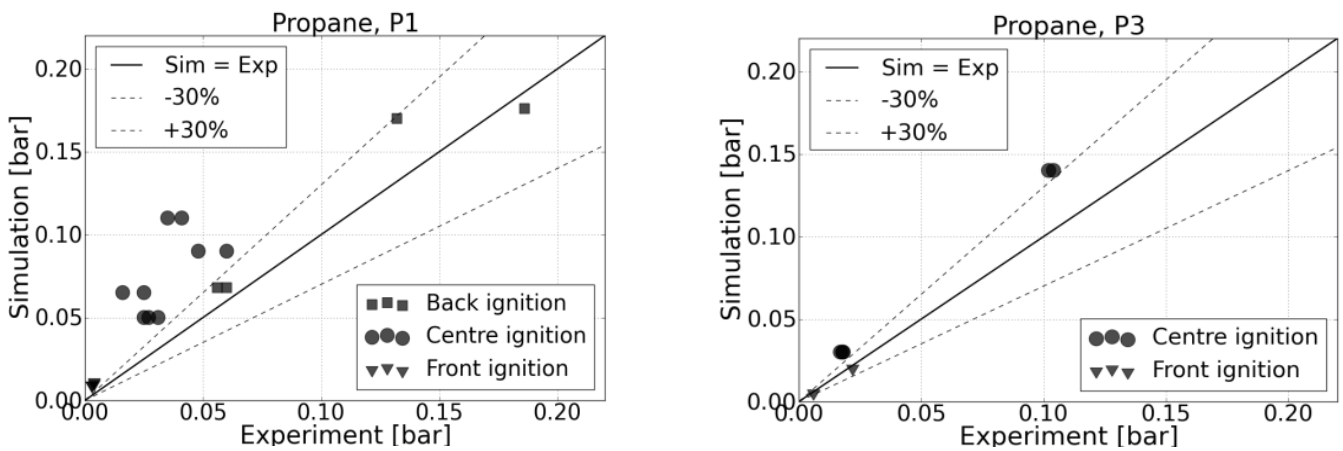 Propane, P1
Simulation [bar]
0.20
0.15
0.10
0.05
0.00
Sim = Exp
-30%
+30%
Back ignition
Centre ignition
Front ignition
0.00 0.05 0.10 0.15 0.20
Experiment [bar]
Propane, P3
Simulation [bar]
0.20
0.15
0.10
0.05
0.00
Sim = Exp
-30%
+30%
Centre ignition
Front ignition
0.00 0.05 0.10 0.15 0.20
Experiment [bar]